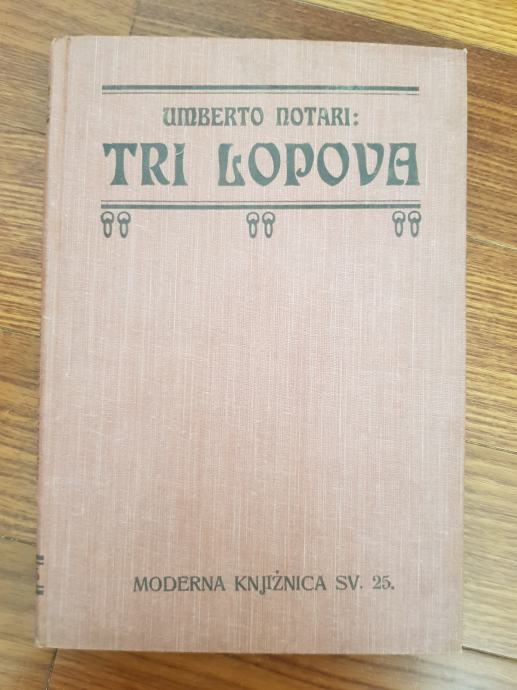 UMBERTO NOTARI:
TRI LOPOVA
MODERNA KNJIŽNICA SV. 25.